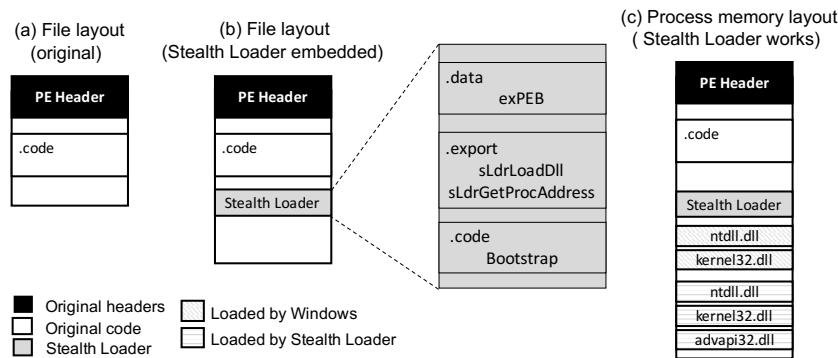 (a) File layout
(original)
PE Header
.code
(b) File layout
(Stealth Loader embedded)
PE Header
.code
Stealth Loader
.data
exPEB
.export
sLdrLoadDll
sLdrGetProcAddress
.code
Bootstrap
(c) Process memory layout
( Stealth Loader works)
PE Header
.code
Stealth Loader
ntdll.dll
kernel32.dll
ntdll.dll
kernel32.dll
advapi32.dll
Original headers
Original code
Stealth Loader
Loaded by Windows
Loaded by Stealth Loader